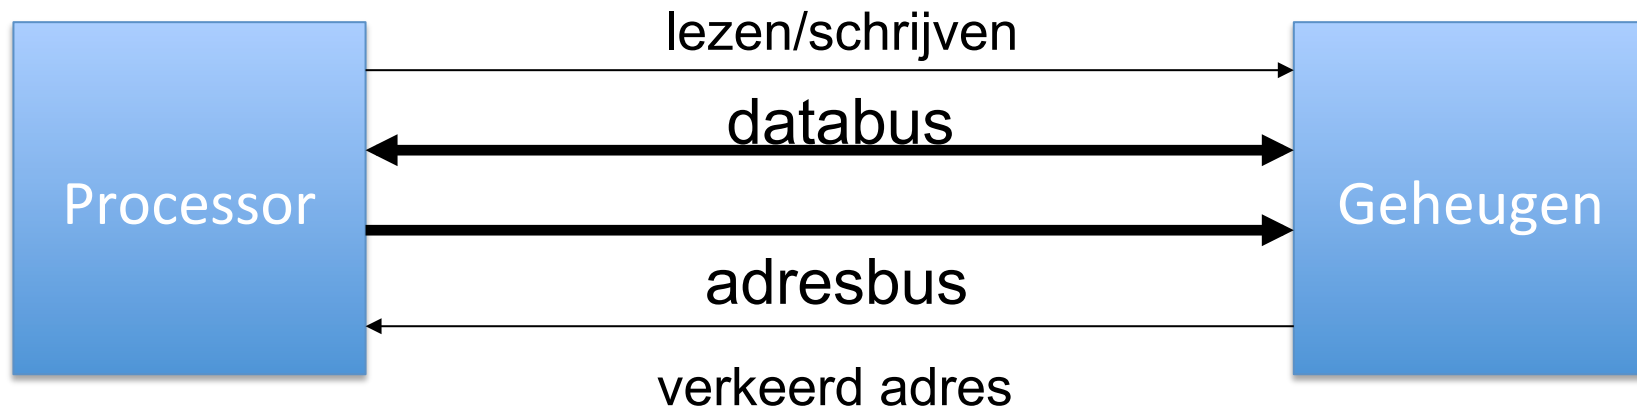 lezen/schrijven
databus
Processor
Geheugen
adresbus
verkeerd adres